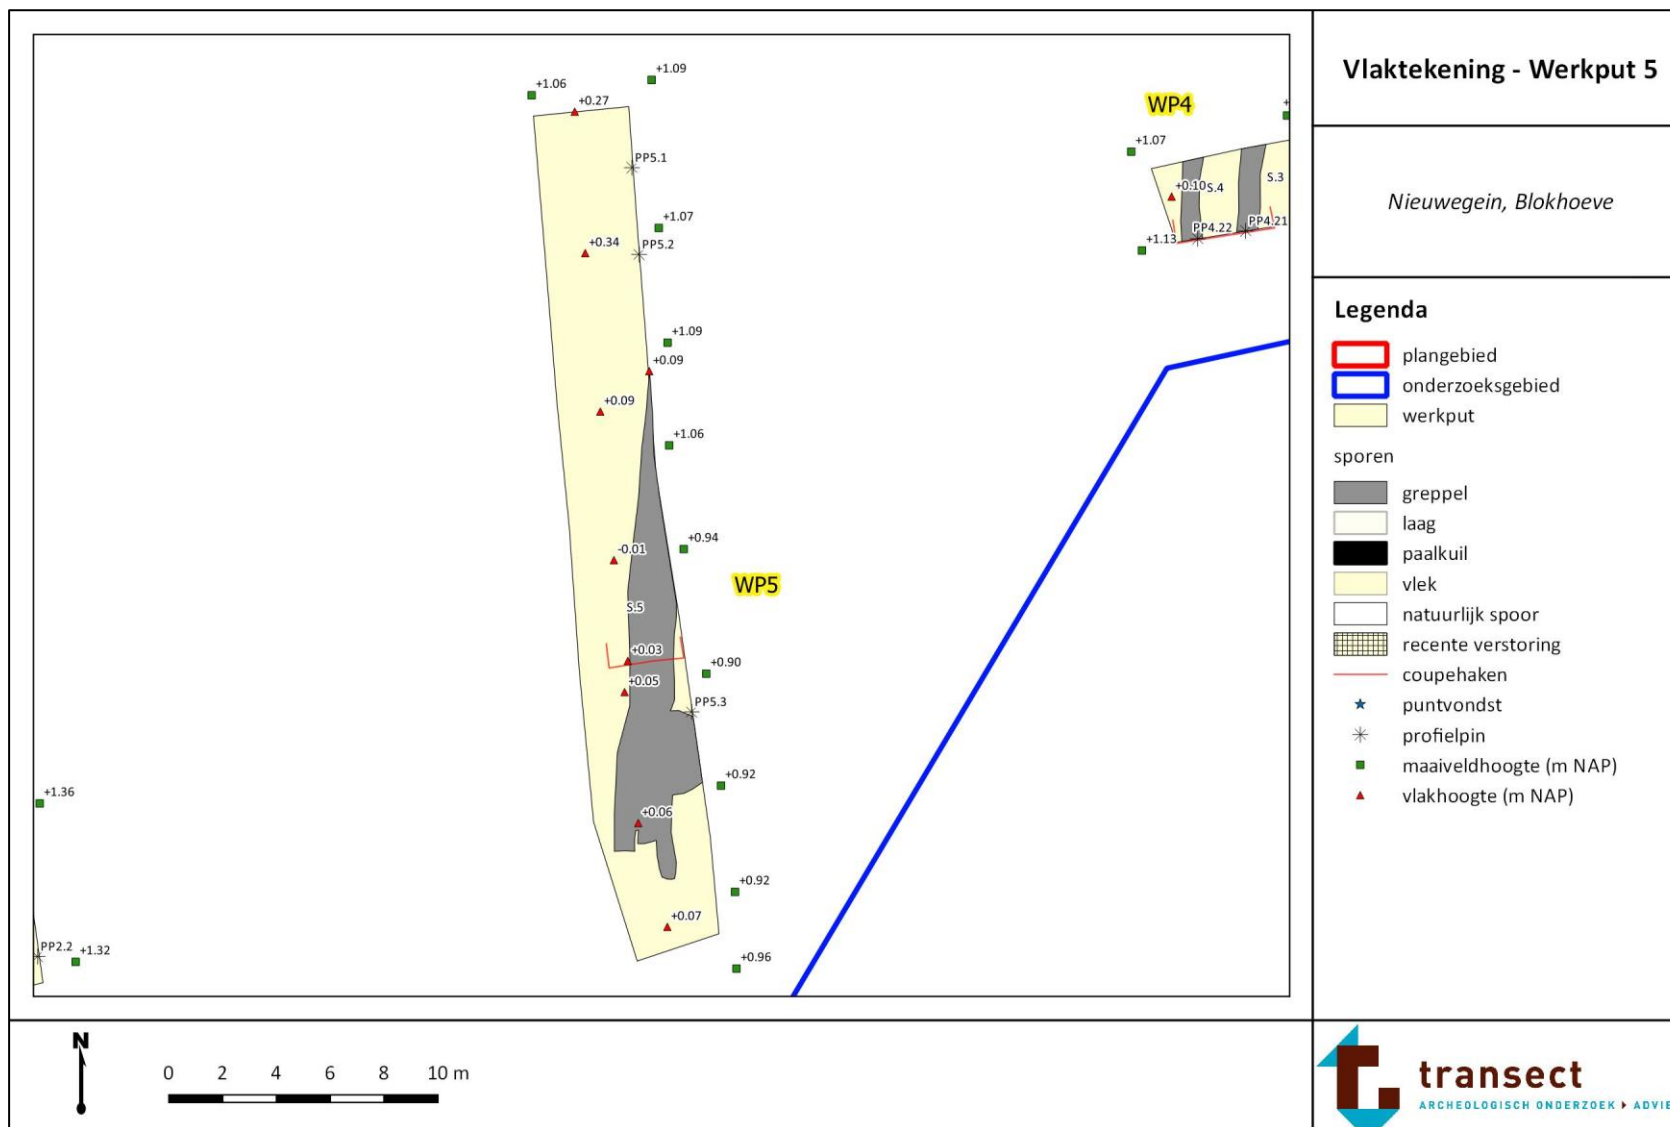 +1.06
+1.09
+0.27
PP5.1
+1.07
PP5.2
+0.34
+1.09
+0.09
+0.09
+1.06
-0.01
+0.94
WP5
S.5
+0.03
+0.90
+0.05
PP5.3
+0.92
+0.06
+0.92
+0.07
+0.96
WP4
+1.07
+0.10
S.4
S.3
+1.13
PP4.22
PP4.21
+1.36
PP2.2
+1.32
N
0 2 4 6 8 10 m
Vlaktekening - Werkput 5
Nieuwegein, Blokhoeve
Legenda
plangebied
onderzoeksgebied
werkput
sporen
greppel
laag
paalkuil
vlek
natuurlijk spoor
recente verstoring
coupehaken
puntvondst
profielpin
maaiveldhoogte (m NAP)
vlakhoogte (m NAP)
transect
ARCHEOLOGISCH ONDERZOEK ▸ ADVIE